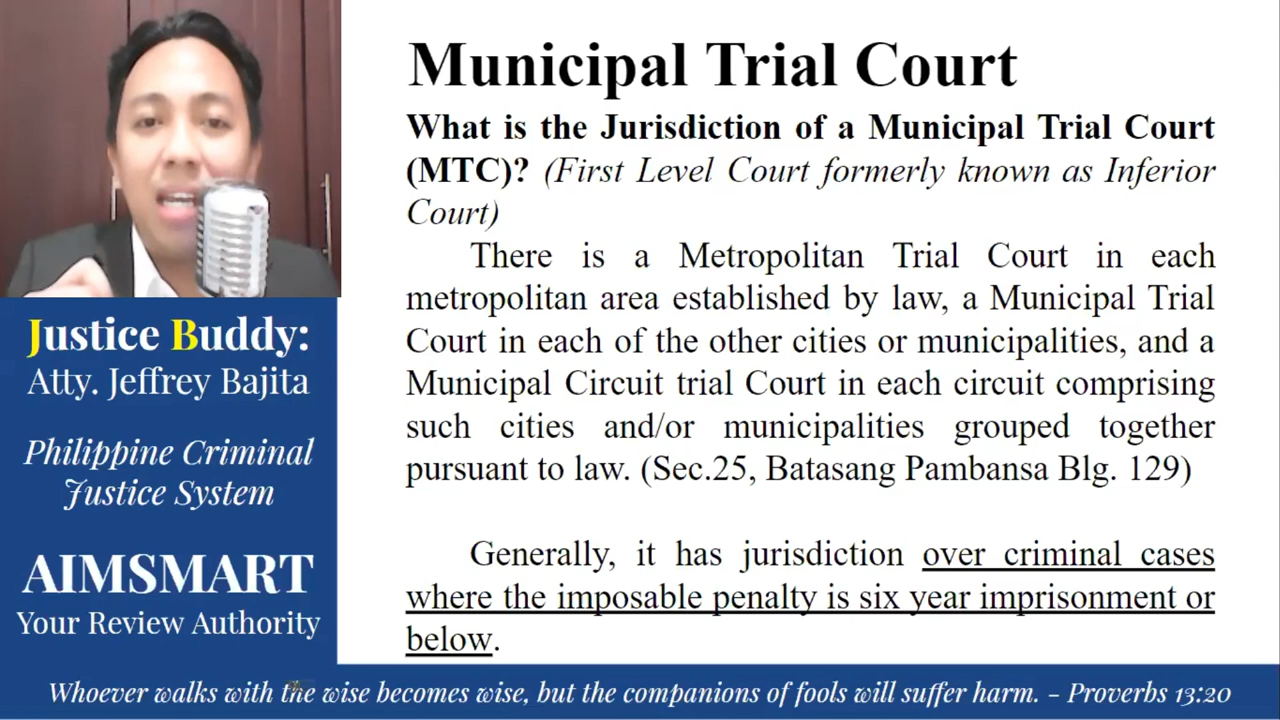 Municipal Trial Court
What is the Jurisdiction of a Municipal Trial Court
(MTC)? (First Level Court formerly known as Inferior
Court)
There is a Metropolitan Trial Court in each
metropolitan area established by law, a Municipal Trial
Court in each of the other cities or municipalities, and a
Municipal Circuit trial Court in each circuit comprising
such cities and/or municipalities grouped together
pursuant to law. (Sec.25, Batasang Pambansa Blg. 129)
Generally, it has jurisdiction over criminal cases
where the imposable penalty is six year imprisonment or
below.
Justice Buddy:
Atty. Jeffrey Bajita
Philippine Criminal
Justice System
AIMSMART
Your Review Authority
Whoever walks with the wise becomes wise, but the companions of fools will suffer harm. – Proverbs 13:20